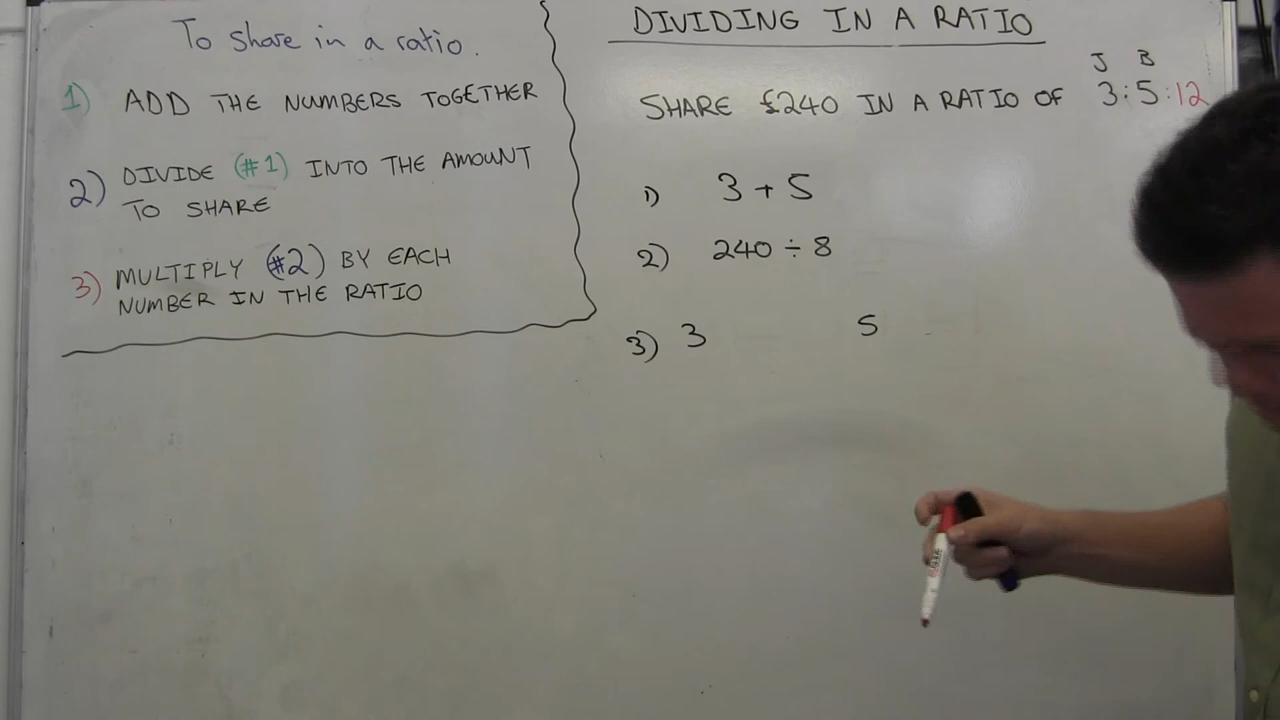 To share in a ratio.
1) ADD THE NUMBERS TOGETHER
2) DIVIDE (#1) INTO THE AMOUNT
TO SHARE
3) MULTIPLY (#2) BY EACH
NUMBER IN THE RATIO
DIVIDING IN A RATIO
J B
SHARE £240 IN A RATIO OF 3:5:12
1) 3 + 5
2) 240 ÷ 8
3) 3 5